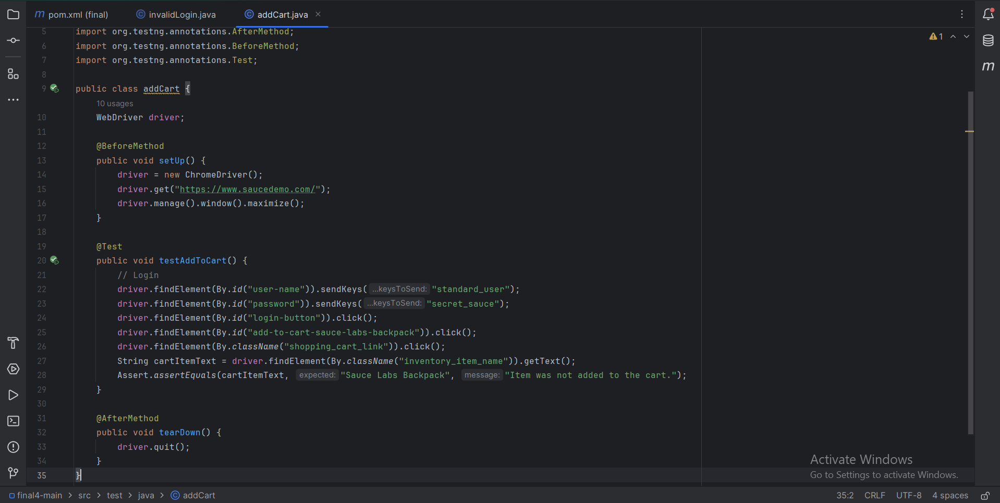 m pom.xml (final) C invalidLogin.java C addCart.java
5 import org.testng.annotations.AfterMethod;
6 import org.testng.annotations.BeforeMethod;
7 import org.testng.annotations.Test;
8
9 public class addCart {
10 usages
10 WebDriver driver;
11
12 @BeforeMethod
13 public void setUp() {
14 driver = new ChromeDriver();
15 driver.get("https://www.saucedemo.com/");
16 driver.manage().window().maximize();
17 }
18
19 @Test
20 public void testAddToCart() {
21 // Login
22 driver.findElement(By.id("user-name")).sendKeys( ...keysToSend: "standard_user");
23 driver.findElement(By.id("password")).sendKeys( ...keysToSend: "secret_sauce");
24 driver.findElement(By.id("login-button")).click();
25 driver.findElement(By.id("add-to-cart-sauce-labs-backpack")).click();
26 driver.findElement(By.className("shopping_cart_link")).click();
27 String cartItemText = driver.findElement(By.className("inventory_item_name")).getText();
28 Assert.assertEquals(cartItemText, expected: "Sauce Labs Backpack", message: "Item was not added to the cart.");
29 }
30
31 @AfterMethod
32 public void tearDown() {
33 driver.quit();
34 }
35 }
1
m
Activate Windows
Go to Settings to activate Windows.
final4-main > src > test > java > C addCart 35:2 CRLF UTF-8 4 spaces